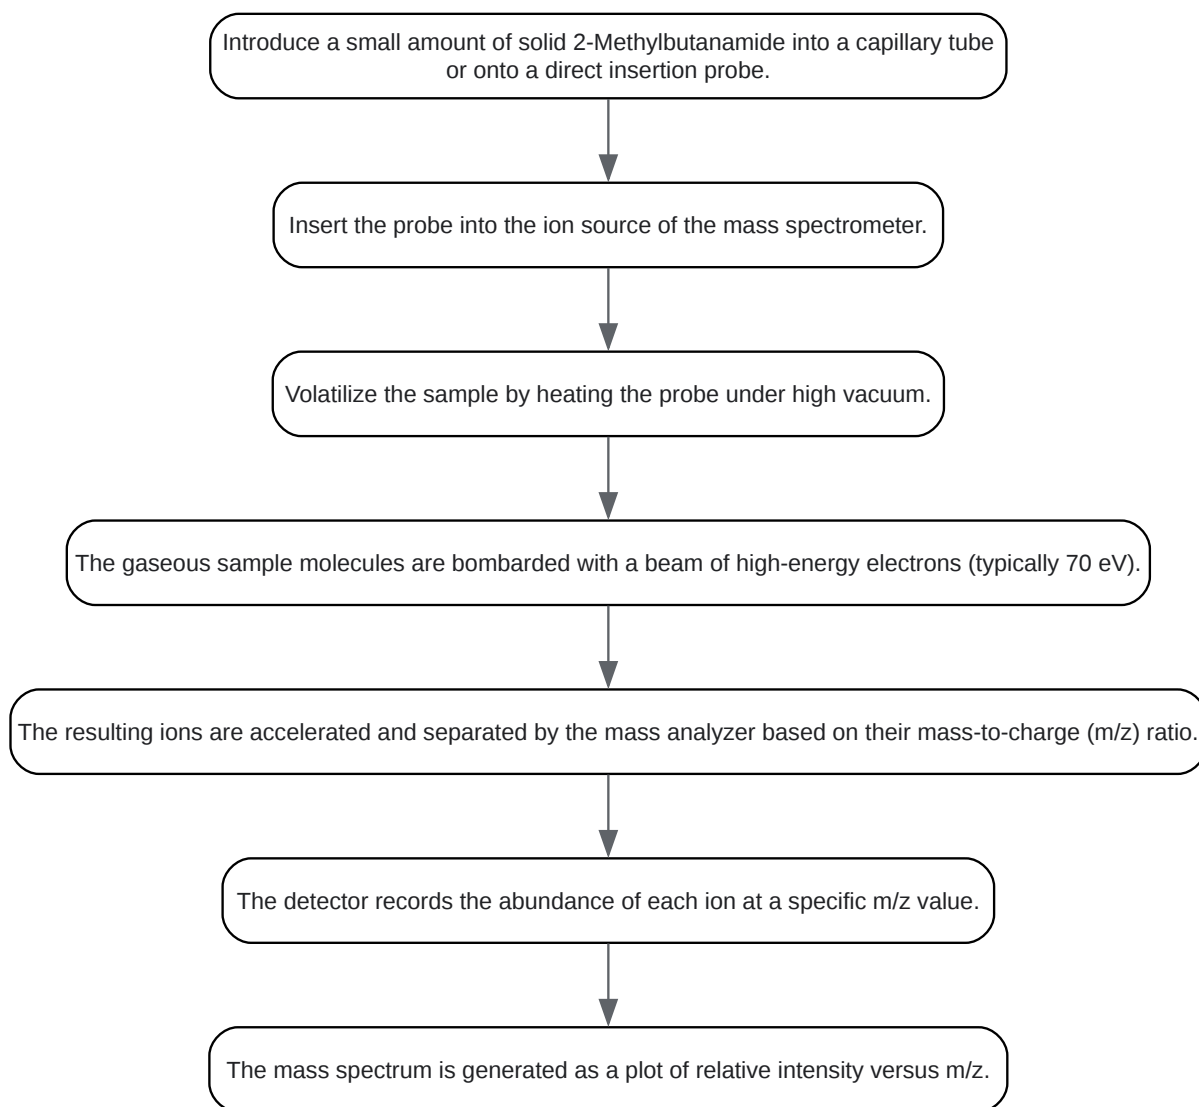 Introduce a small amount of solid 2-Methylbutanamide into a capillary tube
or onto a direct insertion probe.
Insert the probe into the ion source of the mass spectrometer.
Volatilize the sample by heating the probe under high vacuum.
The gaseous sample molecules are bombarded with a beam of high-energy electrons (typically 70 eV).
The resulting ions are accelerated and separated by the mass analyzer based on their mass-to-charge (m/z) ratio.
The detector records the abundance of each ion at a specific m/z value.
The mass spectrum is generated as a plot of relative intensity versus m/z.